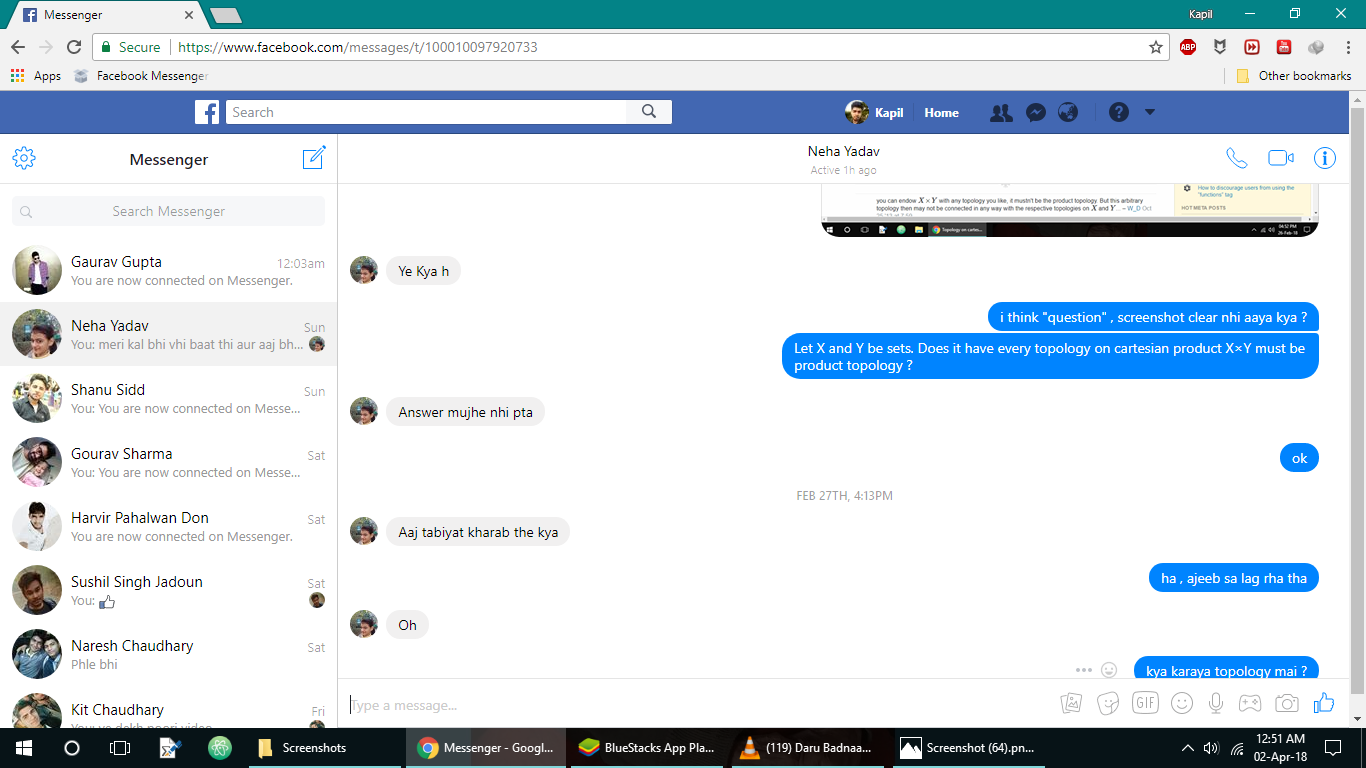 Messenger
Kapil
Secure
https://www.facebook.com/messages/t/100010097920733
ABP
Apps
Facebook Messenger
Other bookmarks
Search
Kapil
Home
Messenger
Neha Yadav
Active 1h ago
Search Messenger
you can endow X × Y with any topology you like, it mustn't be the product topology. But this arbitrary
topology then may not be connected in any way with the respective topologies on X and Y .. – W_D Oct
How to discourage users from using the
"functions" tag
HOT META POSTS
Topology on cartes...
04:52 PM
26-Feb-18
Gaurav Gupta
12:03am
You are now connected on Messenger.
Neha Yadav
Sun
You: meri kal bhi vhi baat thi aur aaj bh...
Shanu Sidd
Sun
You: You are now connected on Messe...
Gourav Sharma
Sat
You: You are now connected on Messe...
Harvir Pahalwan Don
Sat
You are now connected on Messenger.
Sushil Singh Jadoun
Sat
You:
Naresh Chaudhary
Sat
Phle bhi
Kit Chaudhary
Fri
You: ye dekh poori video
Ye Kya h
i think "question" , screenshot clear nhi aaya kya ?
Let X and Y be sets. Does it have every topology on cartesian product X×Y must be
product topology ?
Answer mujhe nhi pta
ok
FEB 27TH, 4:13PM
Aaj tabiyat kharab the kya
ha , ajeeb sa lag rha tha
Oh
kya karaya topology mai ?
Type a message...
GIF
Screenshots
Messenger - Googl...
BlueStacks App Pla...
(119) Daru Badnaa...
Screenshot (64).pn...
12:51 AM
02-Apr-18